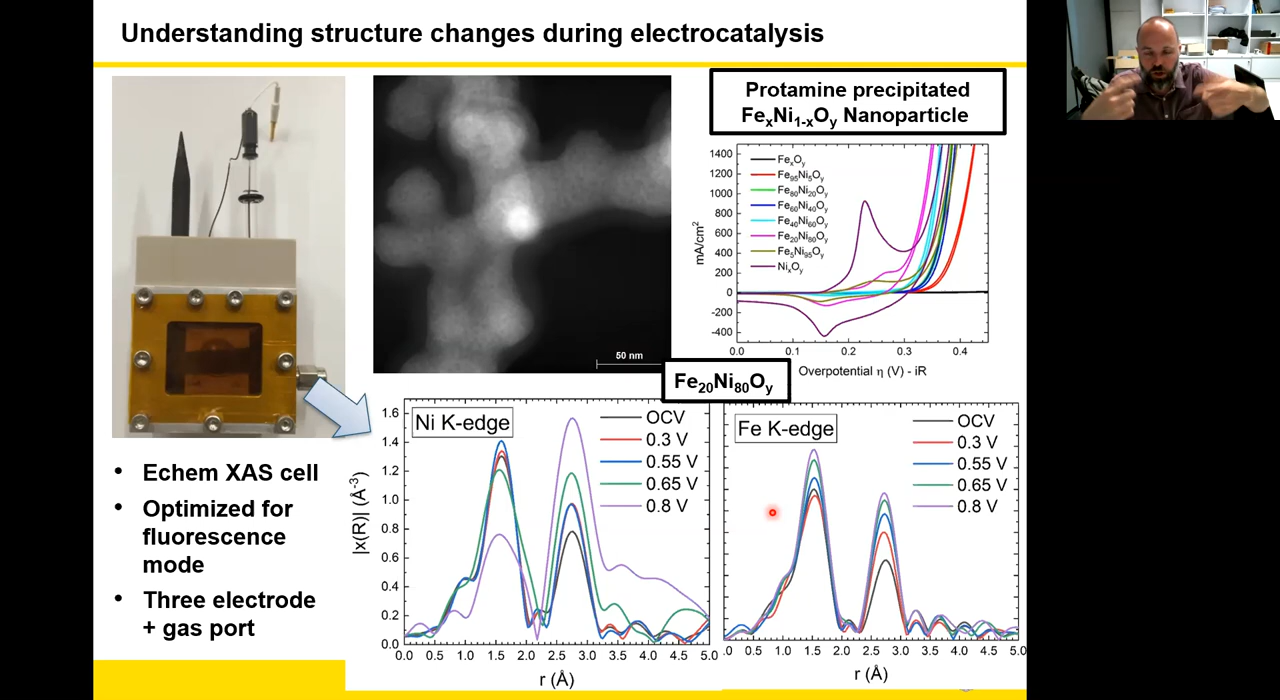 Understanding structure changes during electrocatalysis
50 nm
Protamine precipitated
FexNi1-xOy Nanoparticle
1400
1200
1000
800
600
400
200
0
-200
-400
mA/cm2
FexOy
Fe95Ni5Oy
Fe80Ni20Oy
Fe60Ni40Oy
Fe40Ni60Oy
Fe20Ni80Oy
Fe5Ni95Oy
NixOy
0.0 0.1 0.2 0.3 0.4
Overpotential η (V) - iR
Fe20Ni80Oy
Ni K-edge
OCV
0.3 V
0.55 V
0.65 V
0.8 V
1.6
1.4
1.2
1.0
0.8
0.6
0.4
0.2
0.0
|x(R)| (Å-3)
0.0 0.5 1.0 1.5 2.0 2.5 3.0 3.5 4.0 4.5 5.0
r (Å)
Fe K-edge
OCV
0.3 V
0.55 V
0.65 V
0.8 V
0.0 0.5 1.0 1.5 2.0 2.5 3.0 3.5 4.0 4.5 5.0
r (Å)
• Echem XAS cell
• Optimized for
fluorescence
mode
• Three electrode
+ gas port